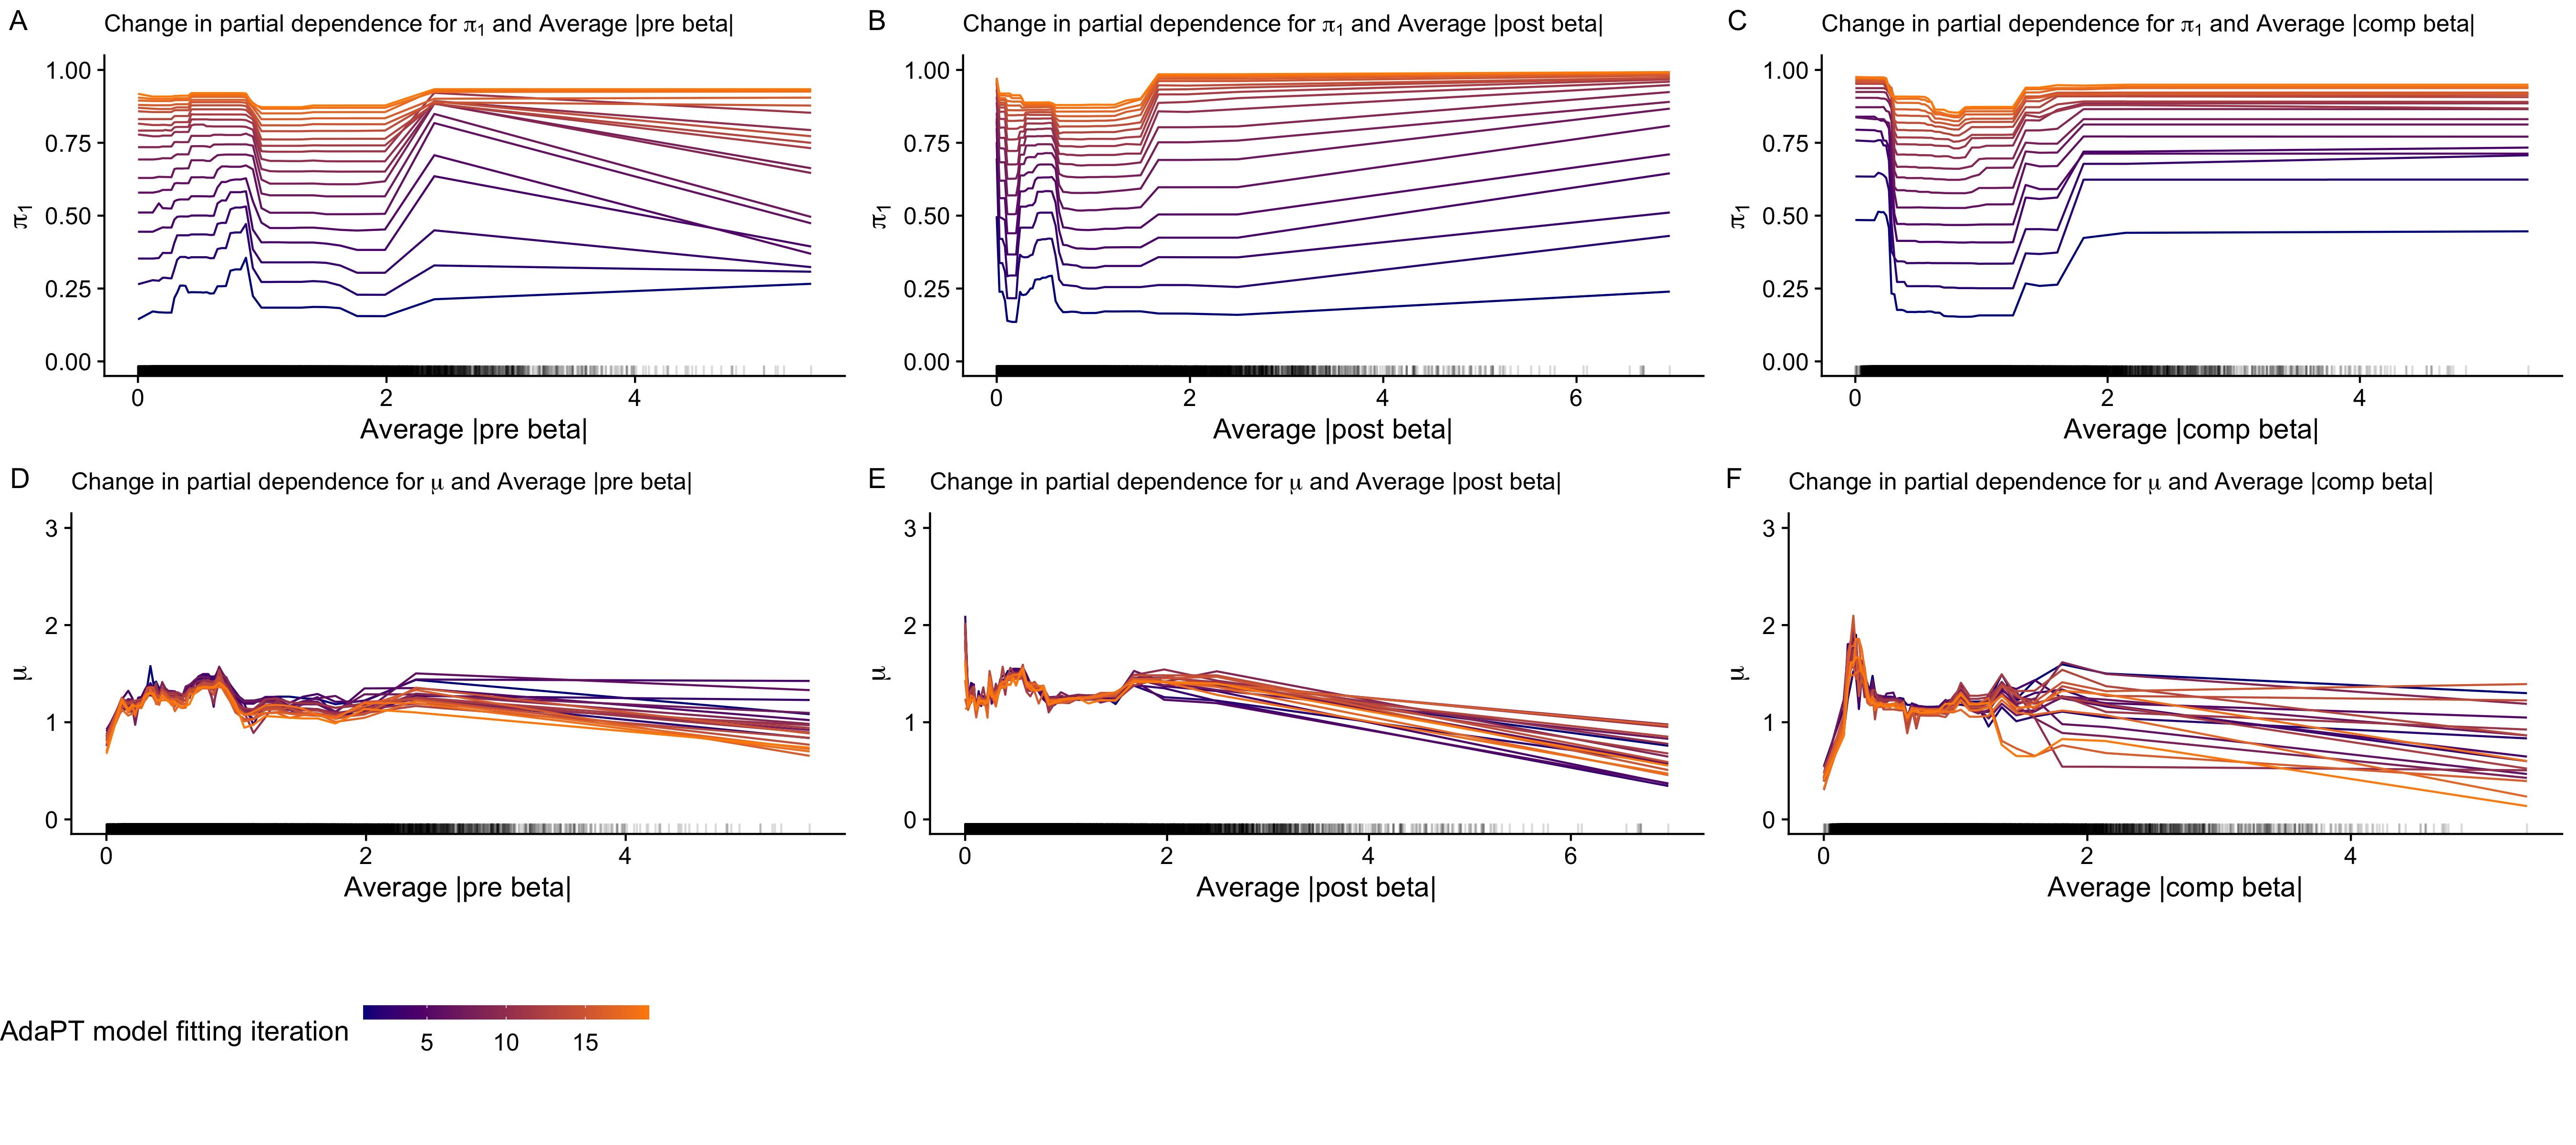 A
Change in partial dependence for π₁ and Average |pre beta|
1.00
0.75
0.50
0.25
0.00
π₁
0 2 4
Average |pre beta|
B
Change in partial dependence for π₁ and Average |post beta|
1.00
0.75
0.50
0.25
0.00
π₁
0 2 4 6
Average |post beta|
C
Change in partial dependence for π₁ and Average |comp beta|
1.00
0.75
0.50
0.25
0.00
π₁
0 2 4
Average |comp beta|
D
Change in partial dependence for μ and Average |pre beta|
3
2
1
0
μ
0 2 4
Average |pre beta|
E
Change in partial dependence for μ and Average |post beta|
3
2
1
0
μ
0 2 4 6
Average |post beta|
F
Change in partial dependence for μ and Average |comp beta|
3
2
1
0
μ
0 2 4
Average |comp beta|
AdaPT model fitting iteration
5 10 15